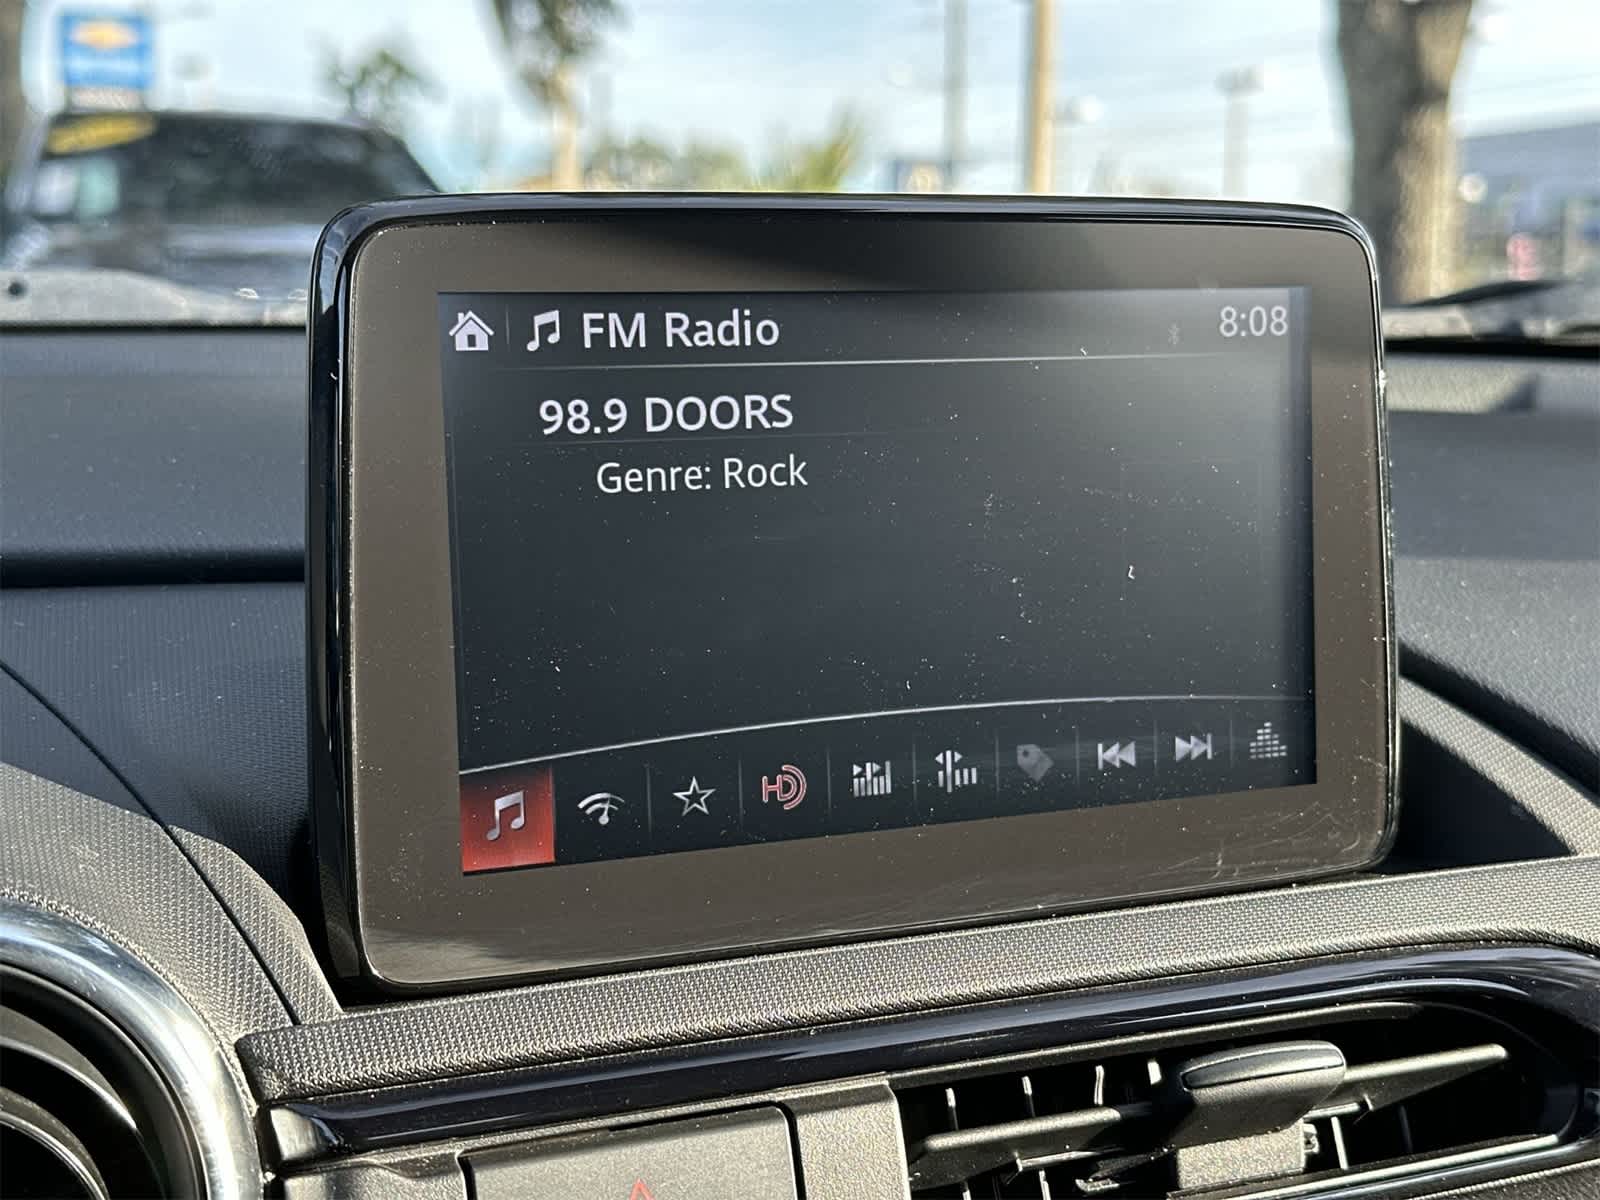 FM Radio
8:08
98.9 DOORS
Genre: Rock
HD